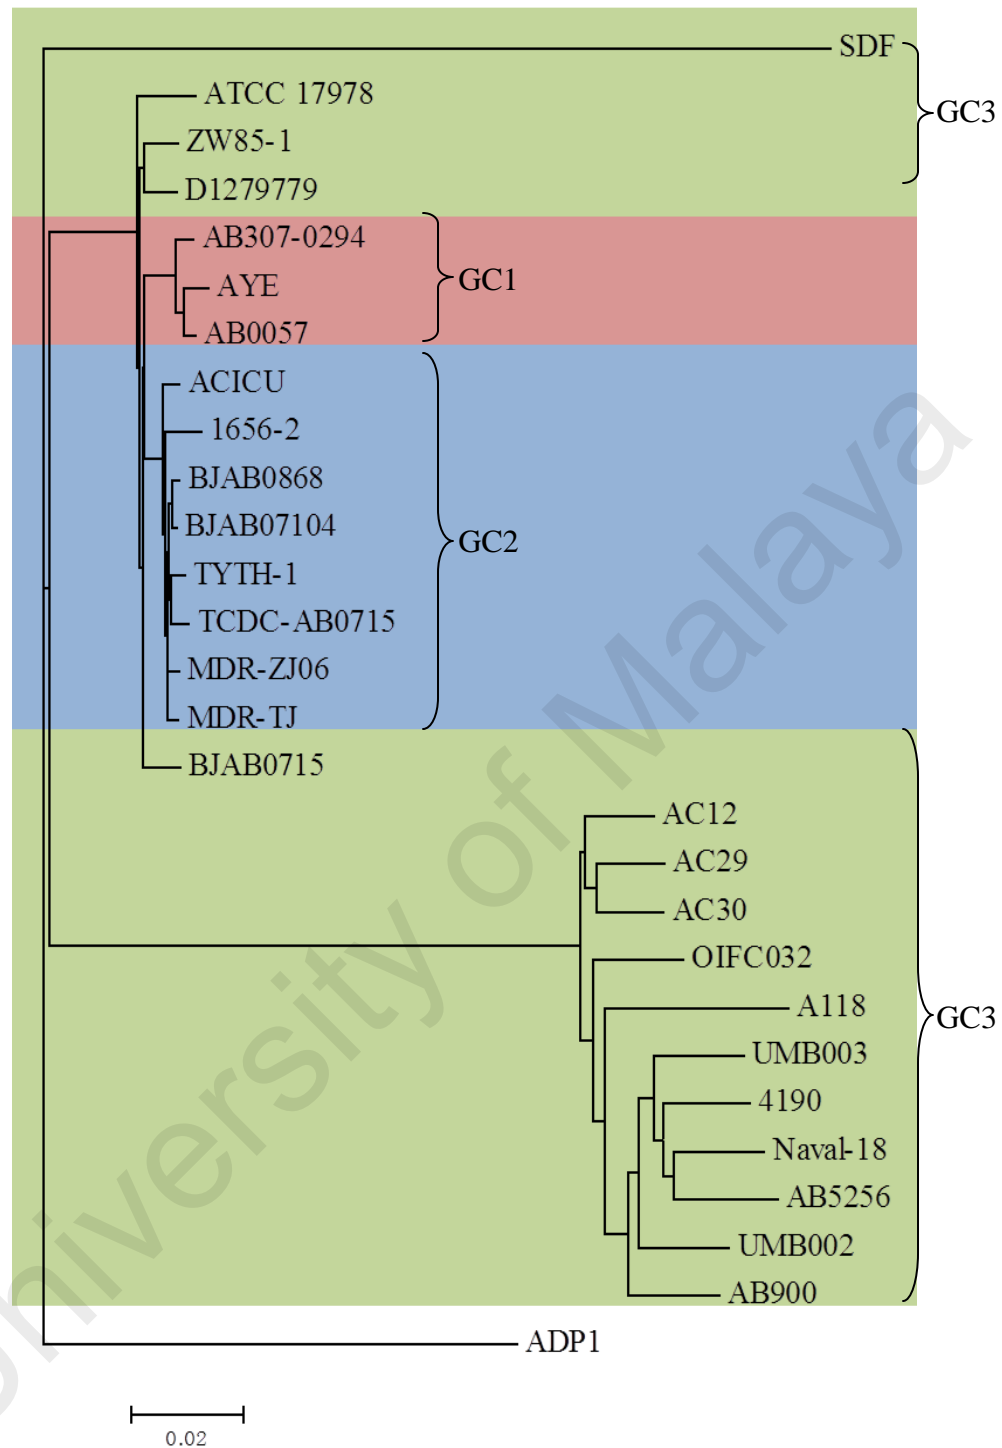 SDF
GC3
ATCC 17978
ZW85-1
D1279779
AB307-0294
GC1
AYE
AB0057
ACICU
1656-2
BJAB0868
BJAB07104
GC2
TYTH-1
TCDC-AB0715
MDR-ZJ06
MDR-TJ
BJAB0715
AC12
AC29
AC30
OIFC032
A118
GC3
UMB003
4190
Naval-18
AB5256
UMB002
AB900
ADP1
0.02
University of Malaya